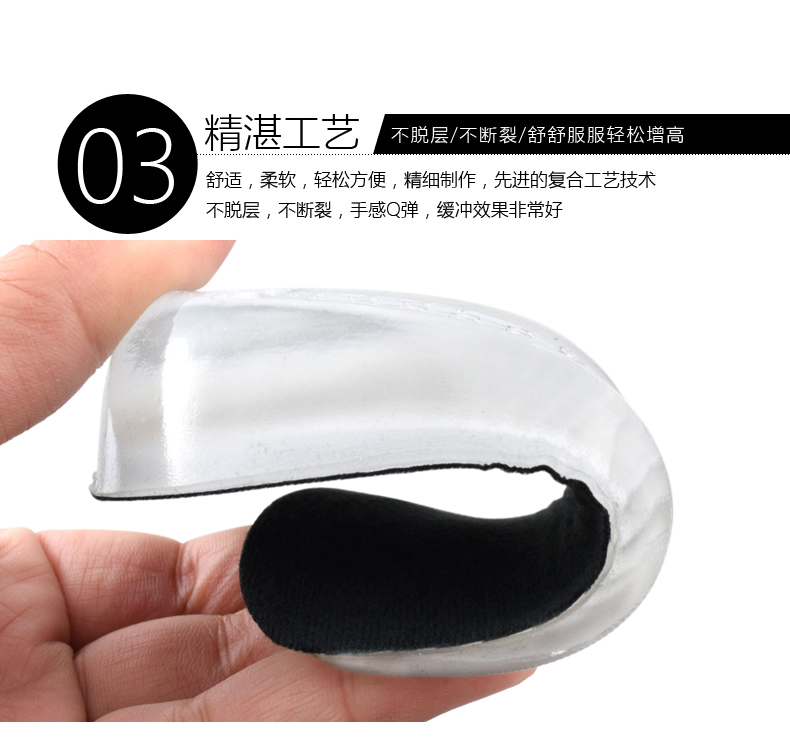 03
精湛工艺
不脱层/不断裂/舒舒服服轻松增高
舒适，柔软，轻松方便，精细制作，先进的复合工艺技术
不脱层，不断裂，手感Q弹，缓冲效果非常好